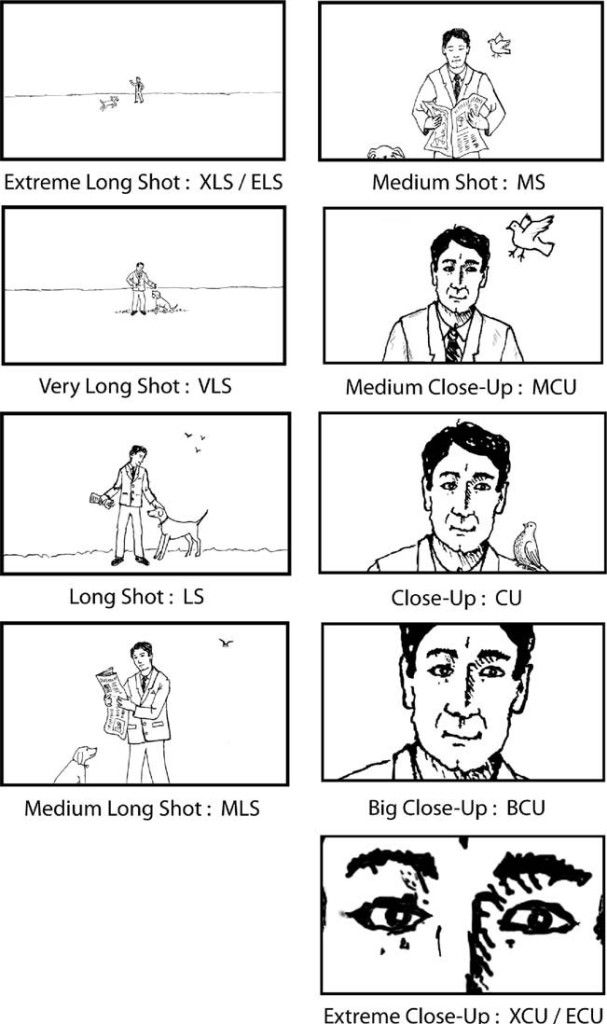 Extreme Long Shot : XLS / ELS
Very Long Shot : VLS
Long Shot : LS
Medium Long Shot : MLS
Medium Shot : MS
Medium Close-Up : MCU
Close-Up : CU
Big Close-Up : BCU
Extreme Close-Up : XCU / ECU